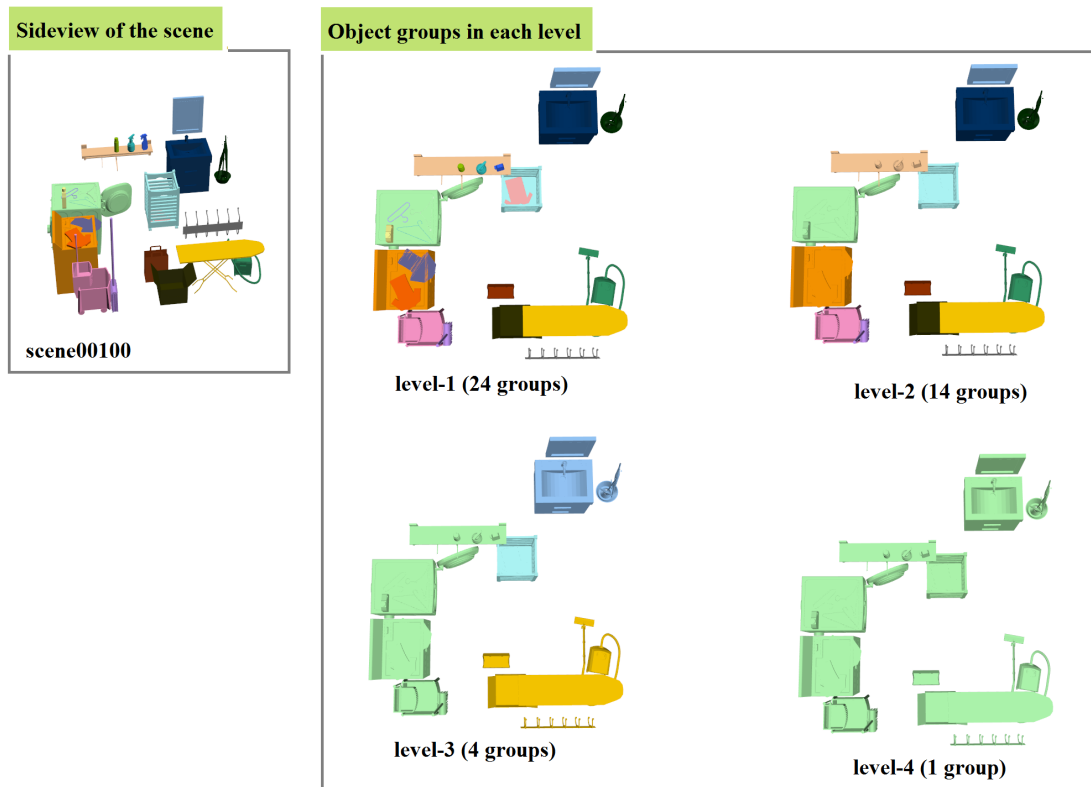 Sideview of the scene
Object groups in each level
scene00100
level-1 (24 groups)
level-2 (14 groups)
level-3 (4 groups)
level-4 (1 group)